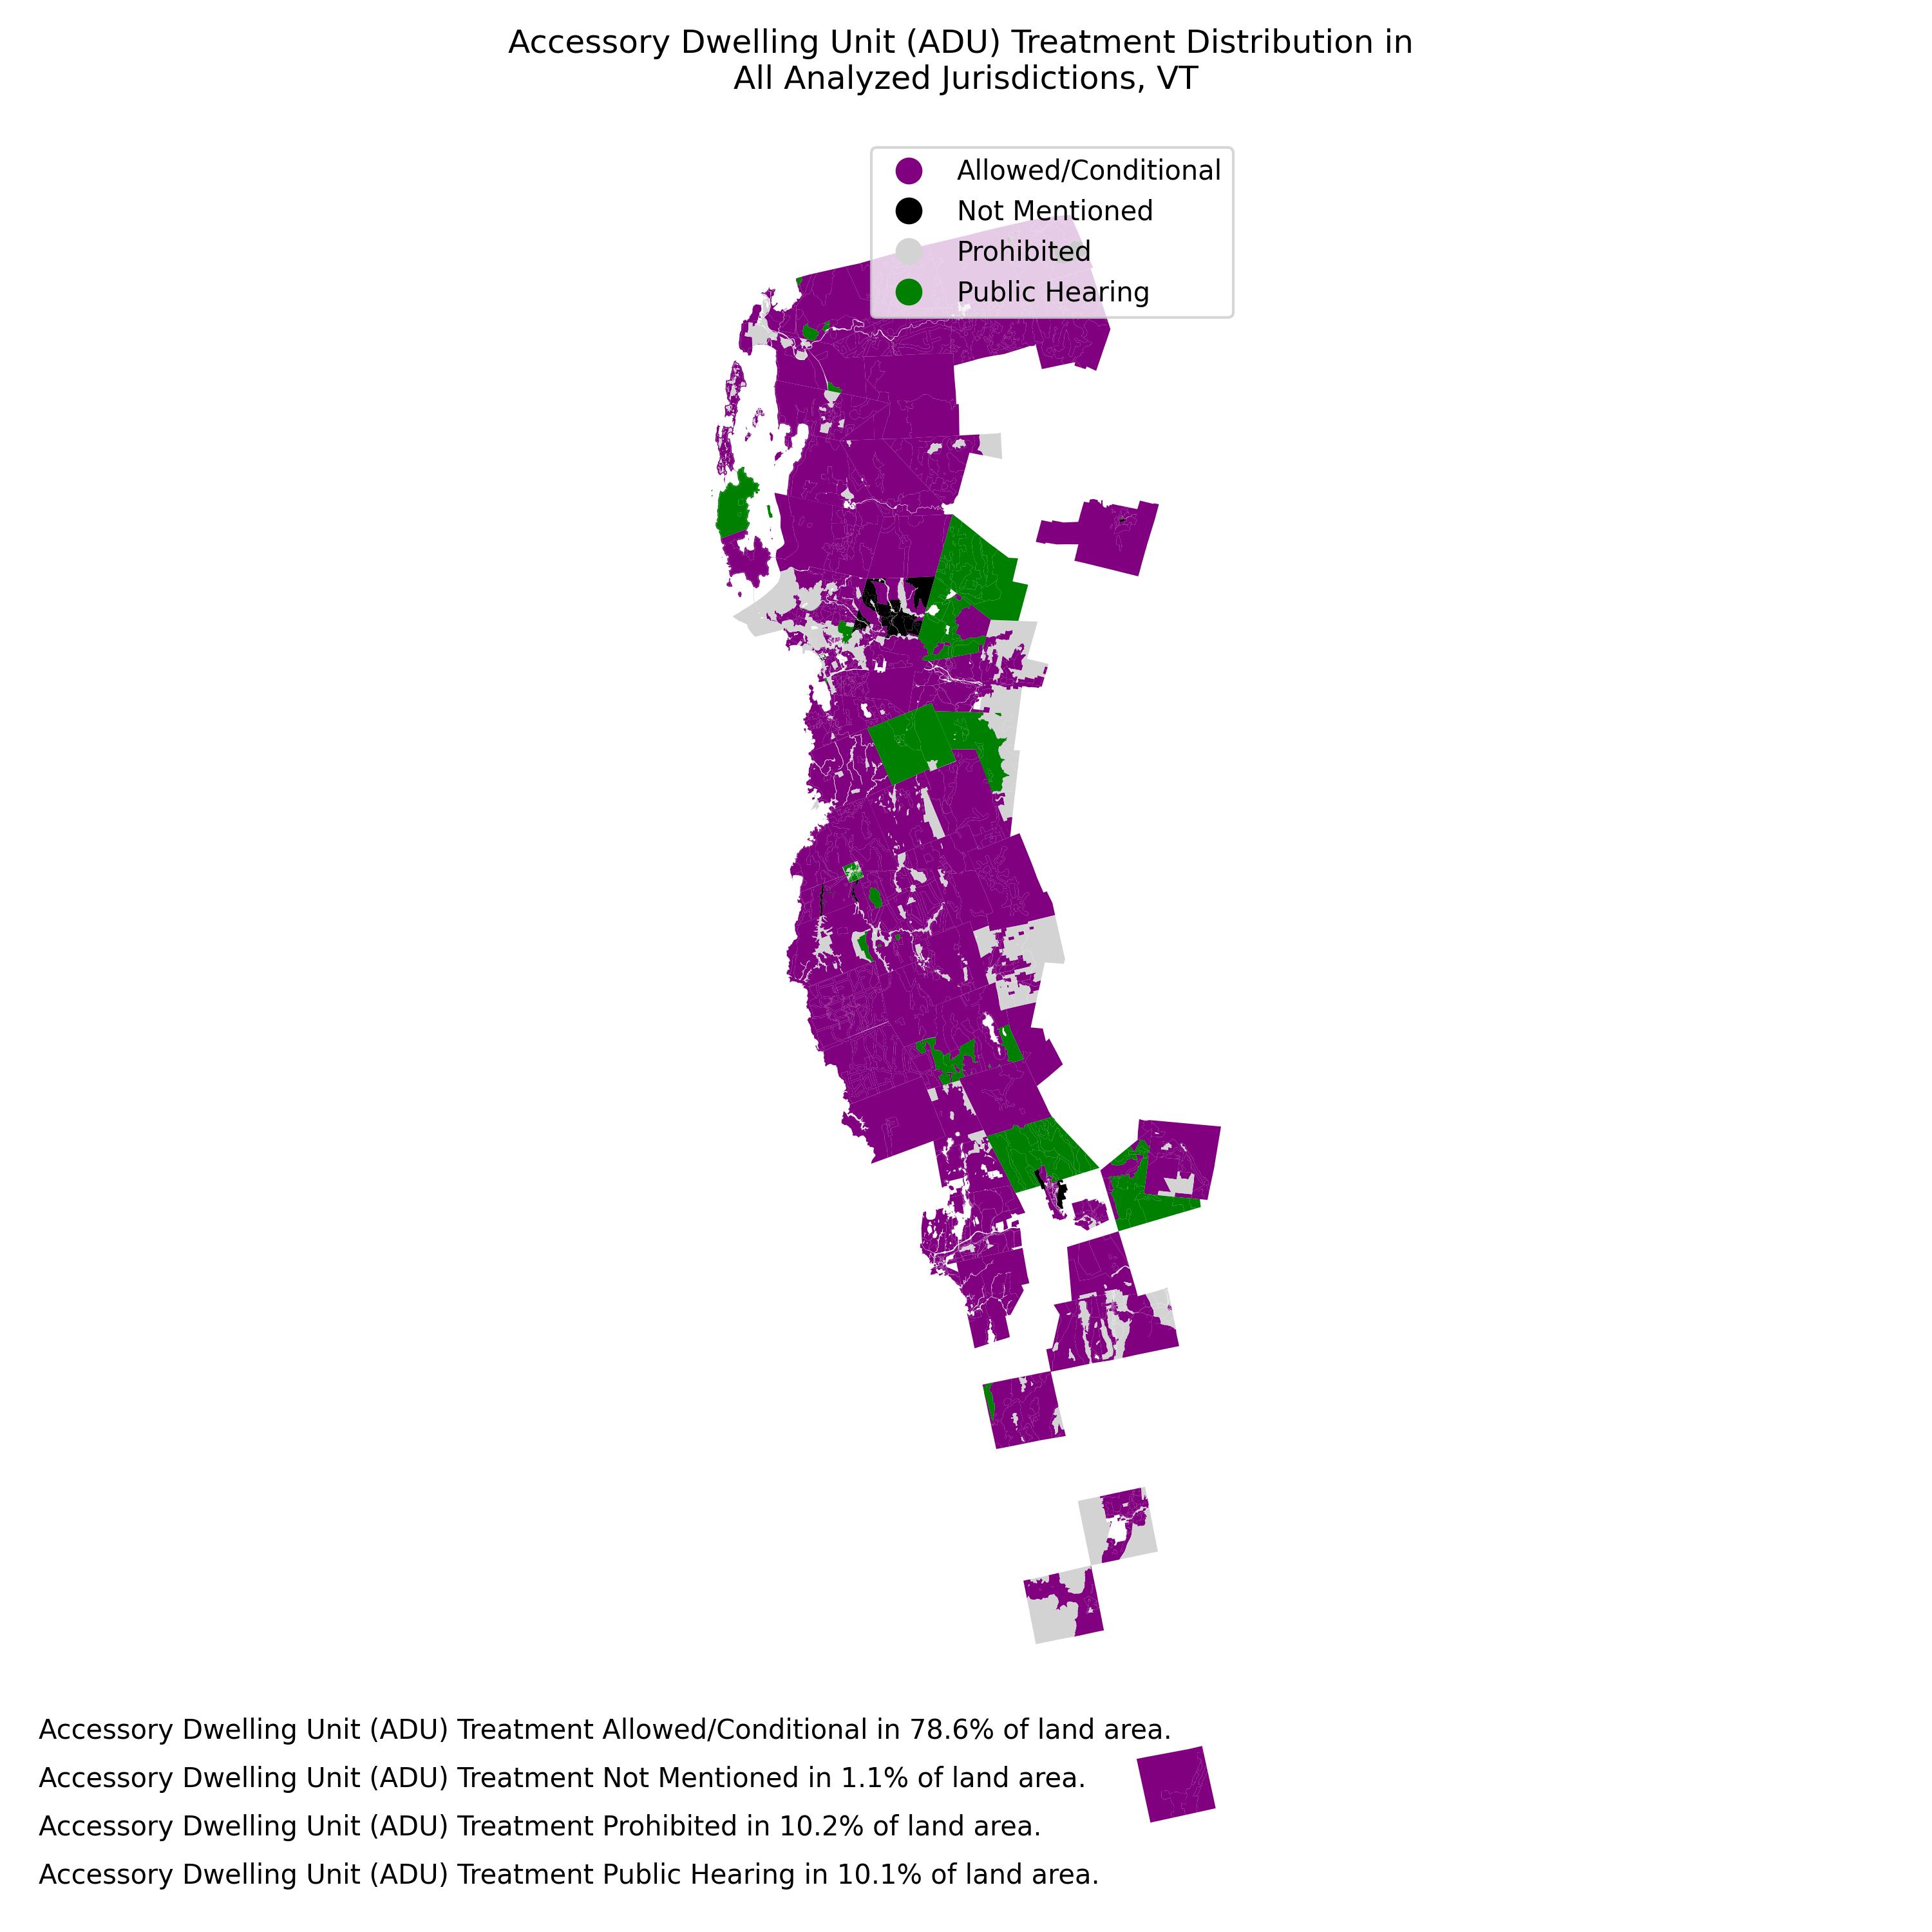 Accessory Dwelling Unit (ADU) Treatment Distribution in
All Analyzed Jurisdictions, VT
Allowed/Conditional
Not Mentioned
Prohibited
Public Hearing
Accessory Dwelling Unit (ADU) Treatment Allowed/Conditional in 78.6% of land area.
Accessory Dwelling Unit (ADU) Treatment Not Mentioned in 1.1% of land area.
Accessory Dwelling Unit (ADU) Treatment Prohibited in 10.2% of land area.
Accessory Dwelling Unit (ADU) Treatment Public Hearing in 10.1% of land area.